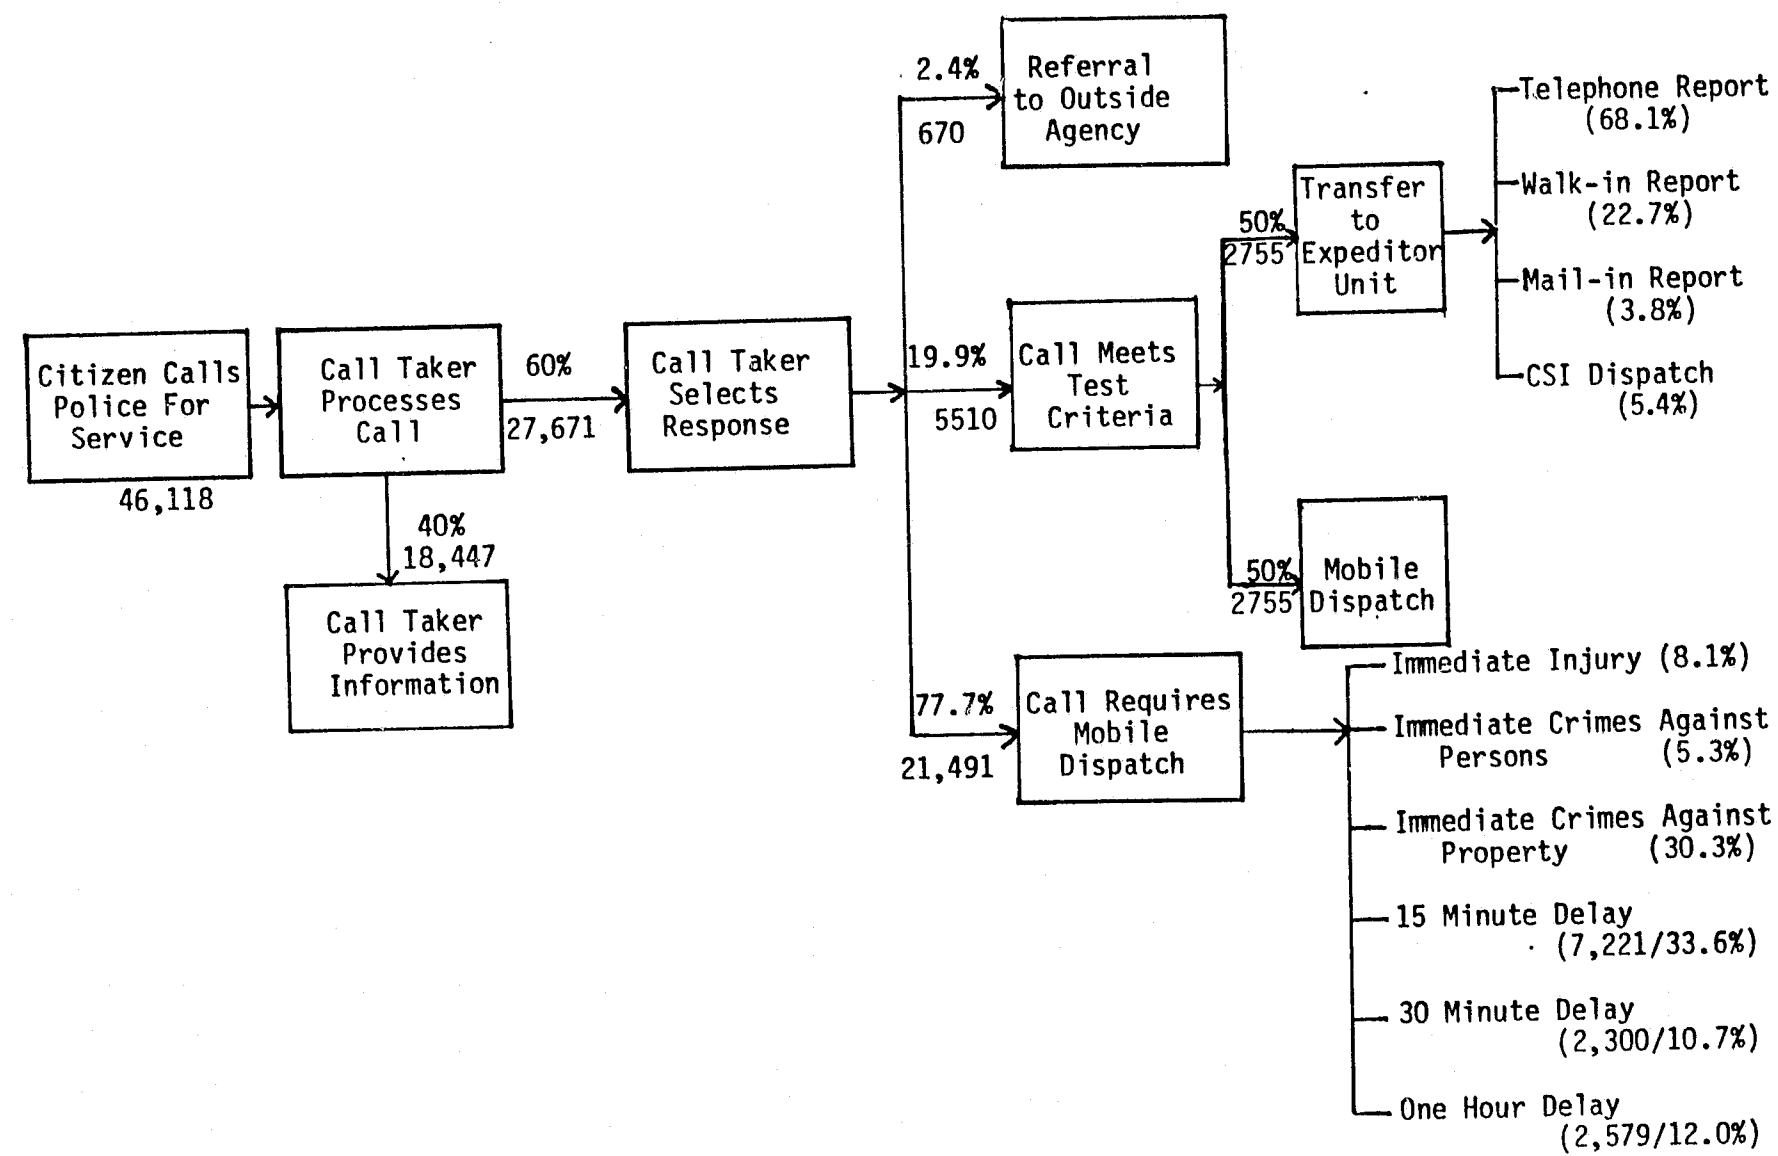 Citizen Calls
Police For
Service
46,118
Call Taker
Processes
Call
40%
18,447
Call Taker
Provides
Information
60%
27,671
Call Taker
Selects
Response
2.4%
670
Referral
to Outside
Agency
19.9%
5510
Call Meets
Test
Criteria
50%
2755
Transfer
to
Expeditor
Unit
Telephone Report
(68.1%)
Walk-in Report
(22.7%)
Mail-in Report
(3.8%)
CSI Dispatch
(5.4%)
50%
2755
Mobile
Dispatch
77.7%
21,491
Call Requires
Mobile
Dispatch
Immediate Injury (8.1%)
Immediate Crimes Against
Persons (5.3%)
Immediate Crimes Against
Property (30.3%)
15 Minute Delay
(7,221/33.6%)
30 Minute Delay
(2,300/10.7%)
One Hour Delay
(2,579/12.0%)